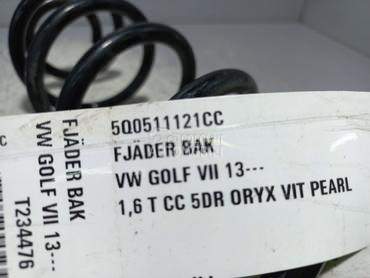 5Q0511121CC
FJÄDER BAK
VW GOLF VII 13---
1,6 T CC 5DR ORYX VIT PEARL
FJÄDER BAK
VW GOLF VII 13---
T234476